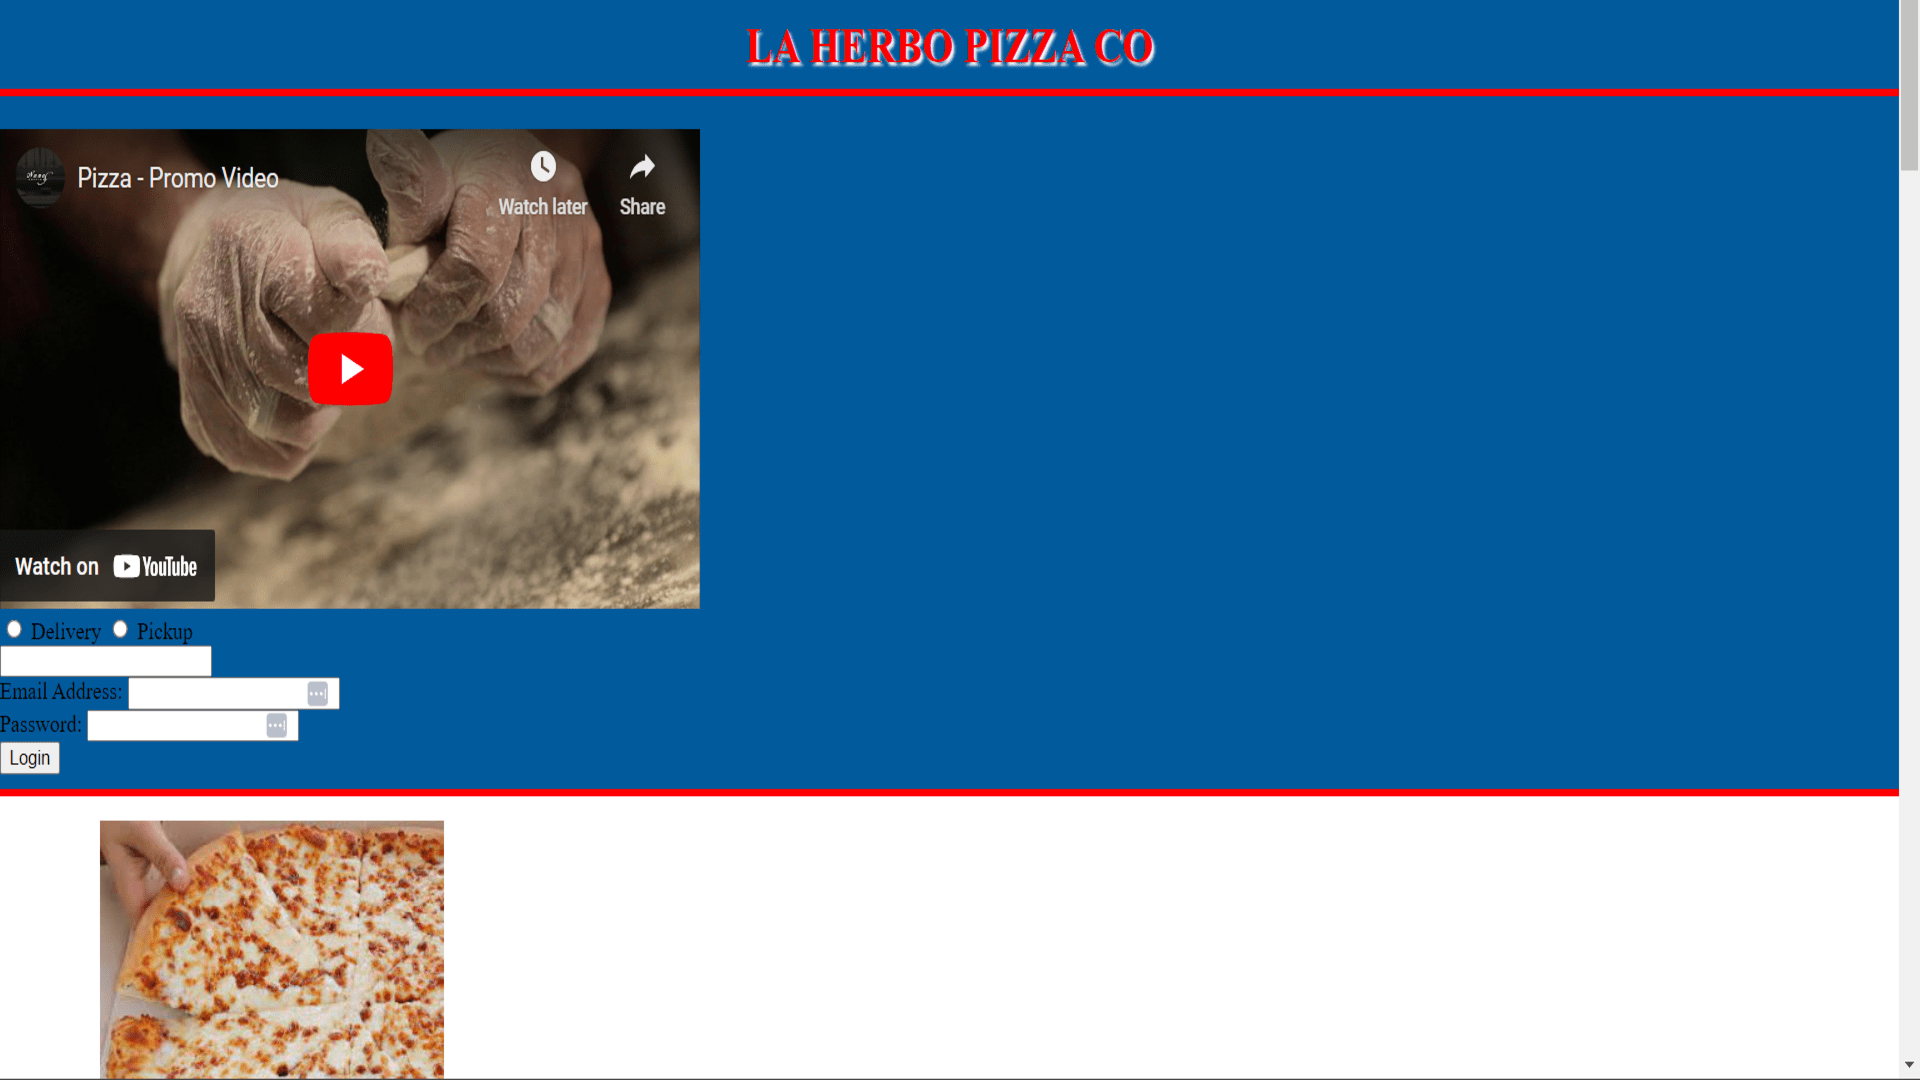 LA HERBO PIZZA CO
Pizza - Promo Video
Watch later
Share
Watch on YouTube
Delivery Pickup
Email Address:
Password:
Login